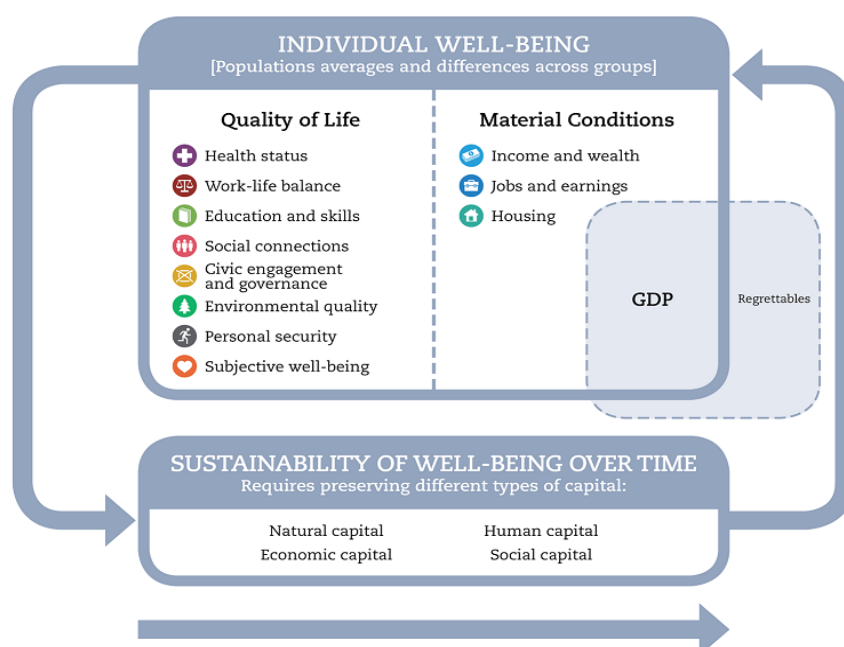 INDIVIDUAL WELL-BEING
[Populations averages and differences across groups]
Quality of Life
Health status
Work-life balance
Education and skills
Social connections
Civic engagement
and governance
Environmental quality
Personal security
Subjective well-being
Material Conditions
Income and wealth
Jobs and earnings
Housing
GDP
Regrettables
SUSTAINABILITY OF WELL-BEING OVER TIME
Requires preserving different types of capital:
Natural capital
Human capital
Economic capital
Social capital